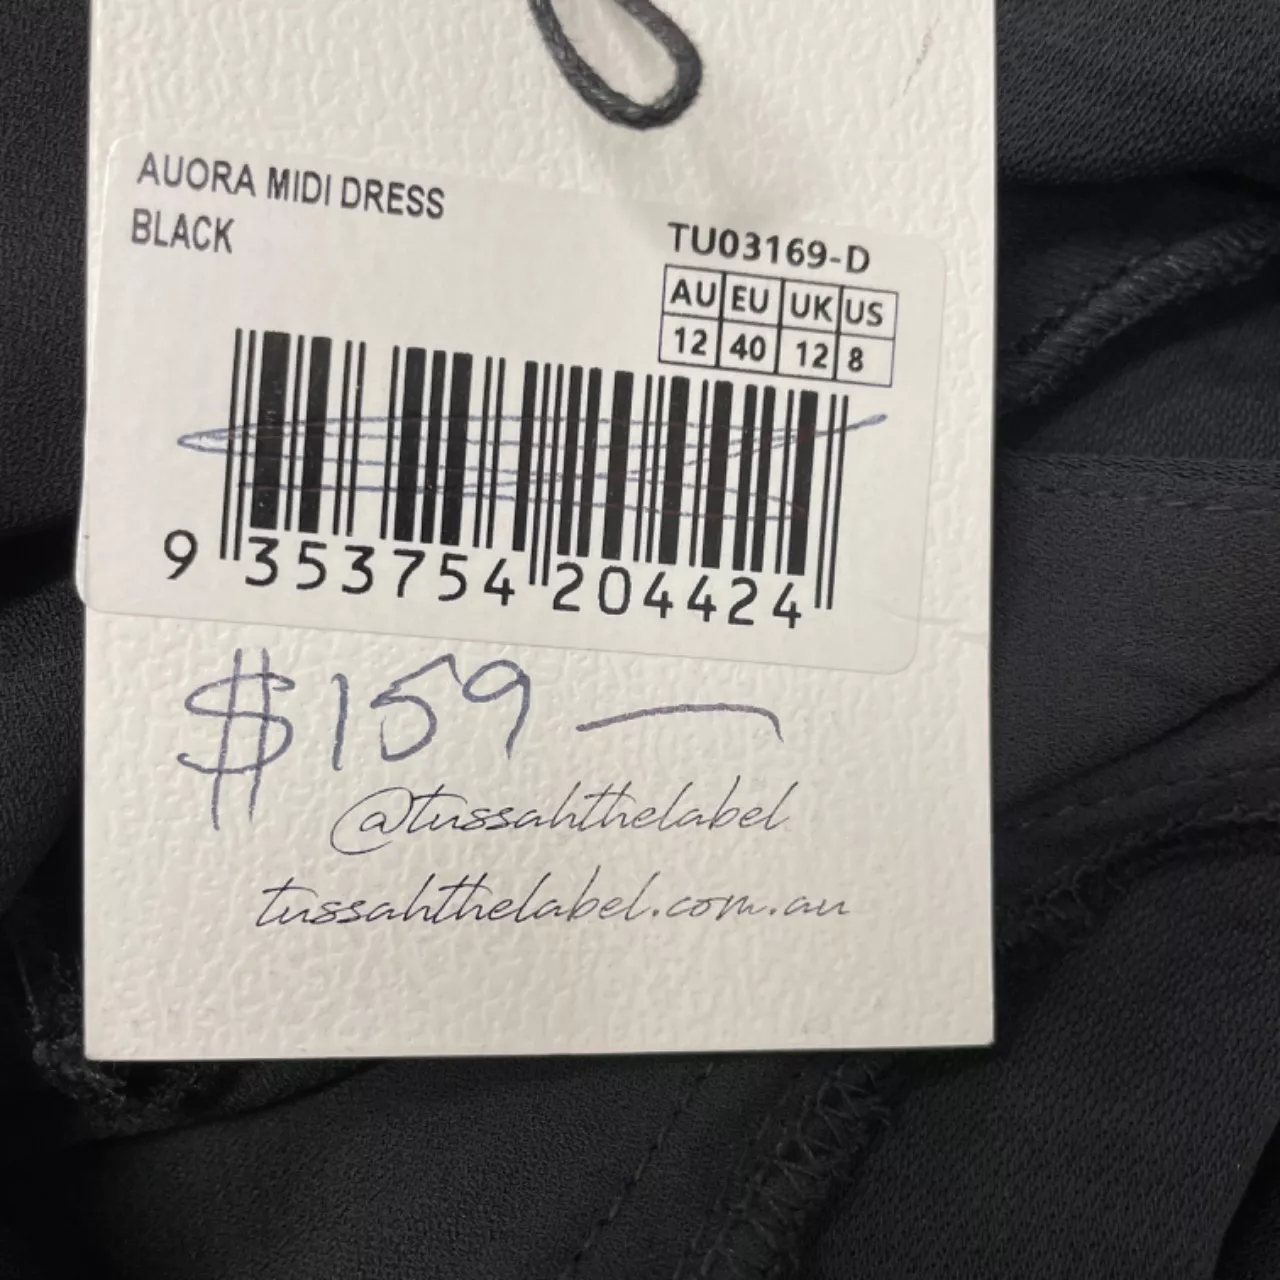 AUORA MIDI DRESS
BLACK
TU03169-D
AU EU UK US
12 40 12 8
9 353754 204424
$159 —
@tussahthelabel
tussahthelabel.com.au